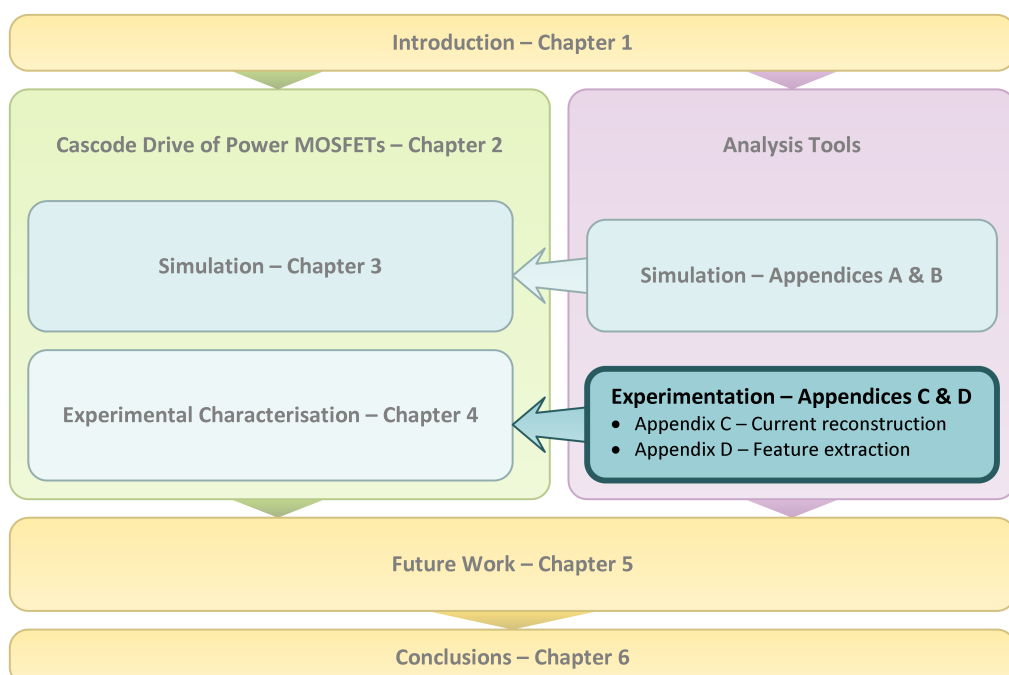 Introduction – Chapter 1
Cascode Drive of Power MOSFETs – Chapter 2
Simulation – Chapter 3
Experimental Characterisation – Chapter 4
Analysis Tools
Simulation – Appendices A & B
Experimentation – Appendices C & D
• Appendix C – Current reconstruction
• Appendix D – Feature extraction
Future Work – Chapter 5
Conclusions – Chapter 6